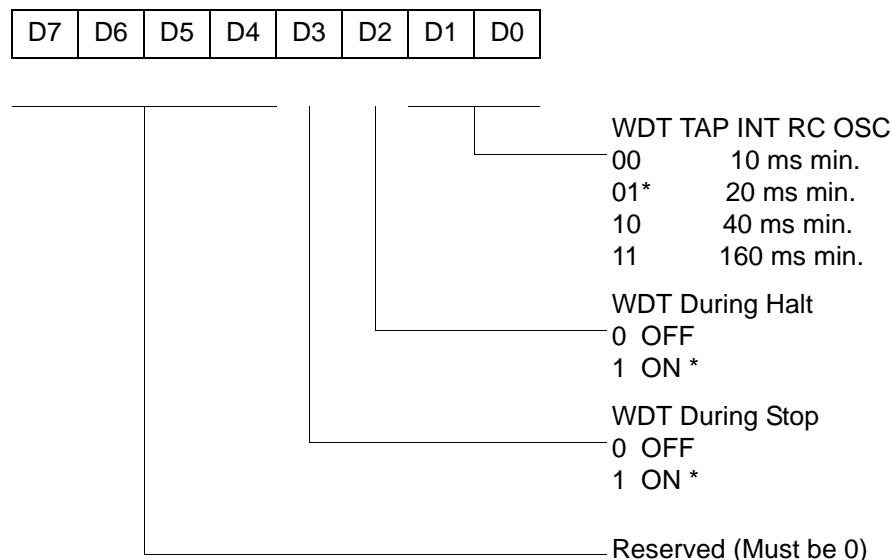 D7 D6 D5 D4 D3 D2 D1 D0
WDT TAP INT RC OSC
00 10 ms min.
01* 20 ms min.
10 40 ms min.
11 160 ms min.
WDT During Halt
0 OFF
1 ON *
WDT During Stop
0 OFF
1 ON *
Reserved (Must be 0)